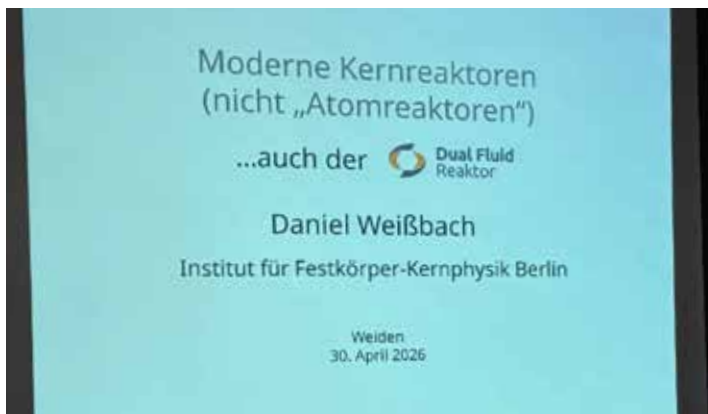 Moderne Kernreaktoren
(nicht „Atomreaktoren“)
...auch der Dual Fluid
Reaktor
Daniel Weißbach
Institut für Festkörper-Kernphysik Berlin
Weiden
30. April 2026